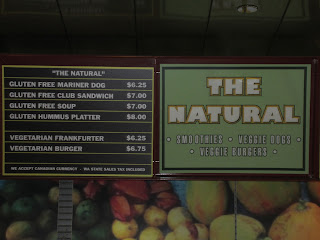 "THE NATURAL"
GLUTEN FREE MARINER DOG $6.25
GLUTEN FREE CLUB SANDWICH $7.00
GLUTEN FREE SOUP $7.00
GLUTEN HUMMUS PLATTER $8.00
VEGETARIAN FRANKFURTER $6.25
VEGETARIAN BURGER $6.75
WE ACCEPT CANADIAN CURRENCY - WA STATE SALES TAX INCLUDED
THE
NATURAL
• SMOOTHIES • VEGGIE DOGS •
• VEGGIE BURGERS •